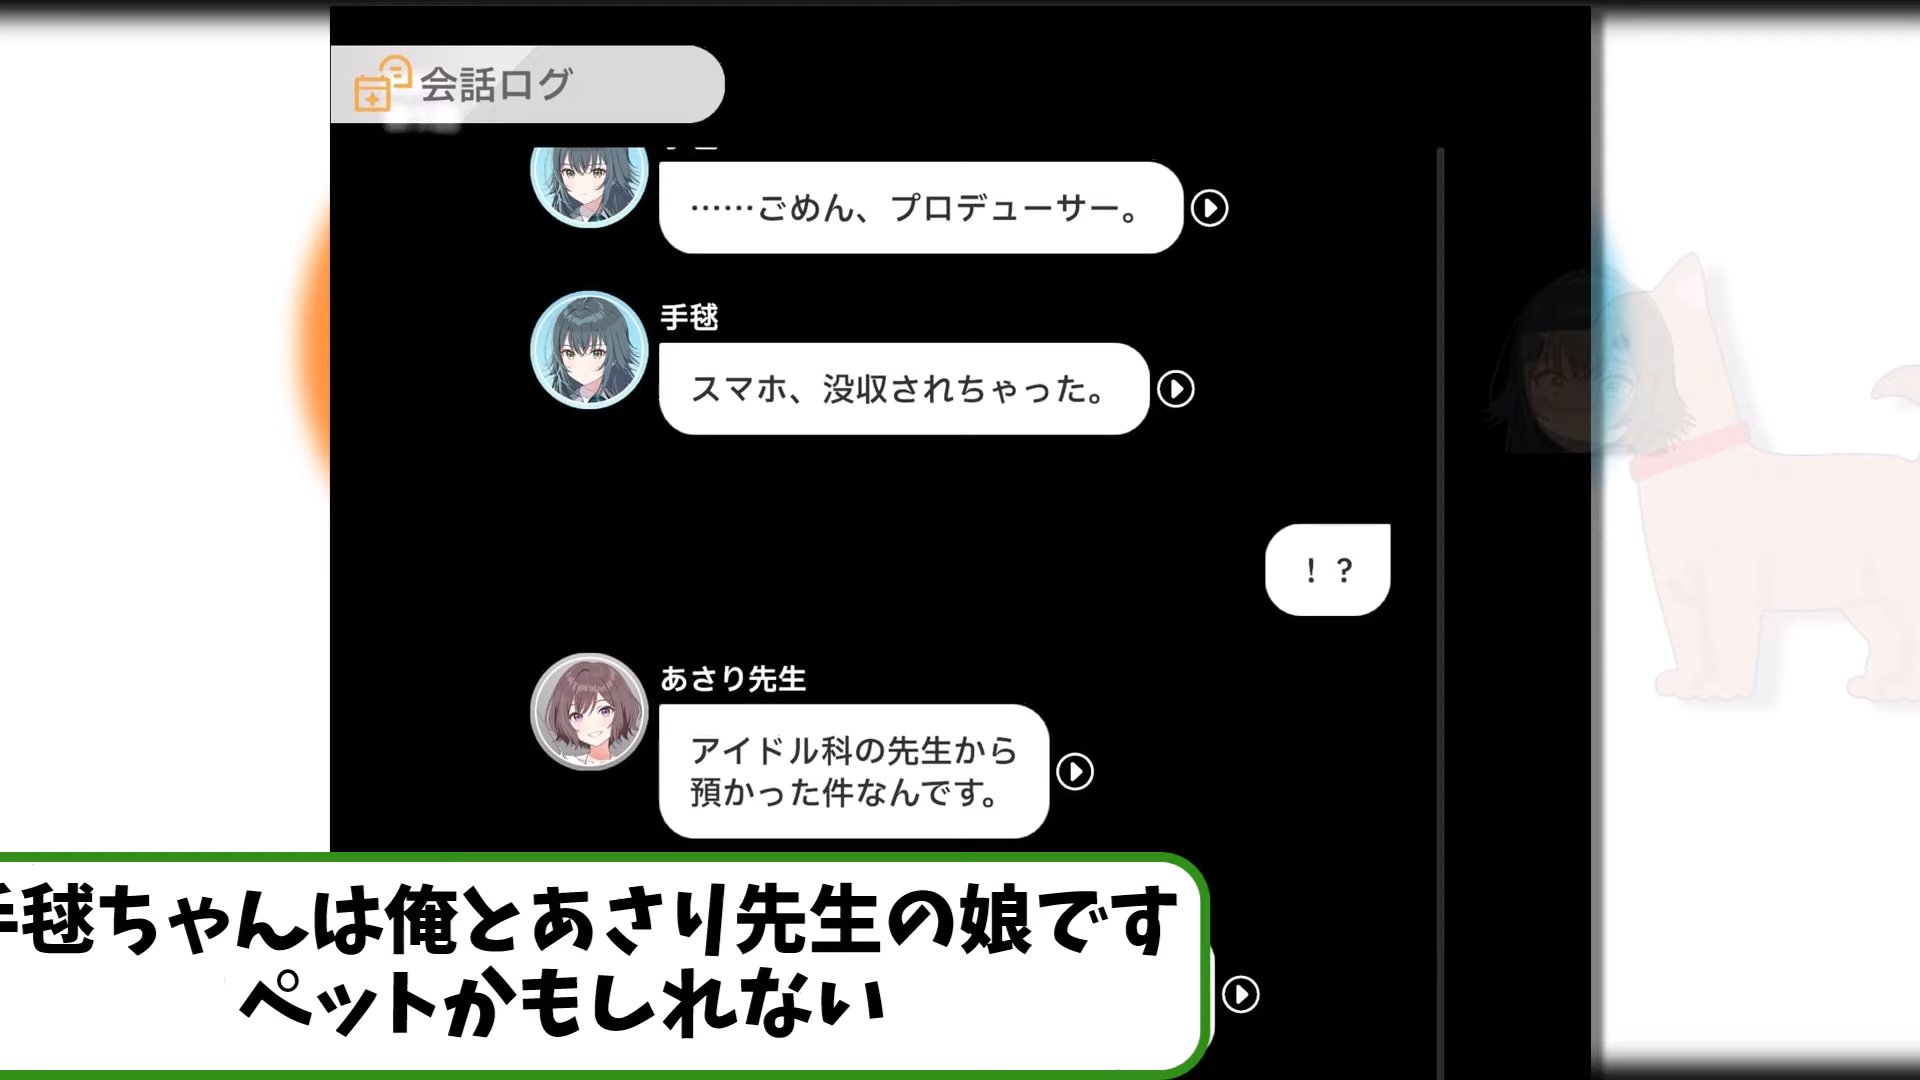 会話ログ
……ごめん、プロデューサー。
手毬
スマホ、没収されちゃった。
！？
あさり先生
アイドル科の先生から
預かった件なんです。
手毬ちゃんは俺とあさり先生の娘です
ペットかもしれない